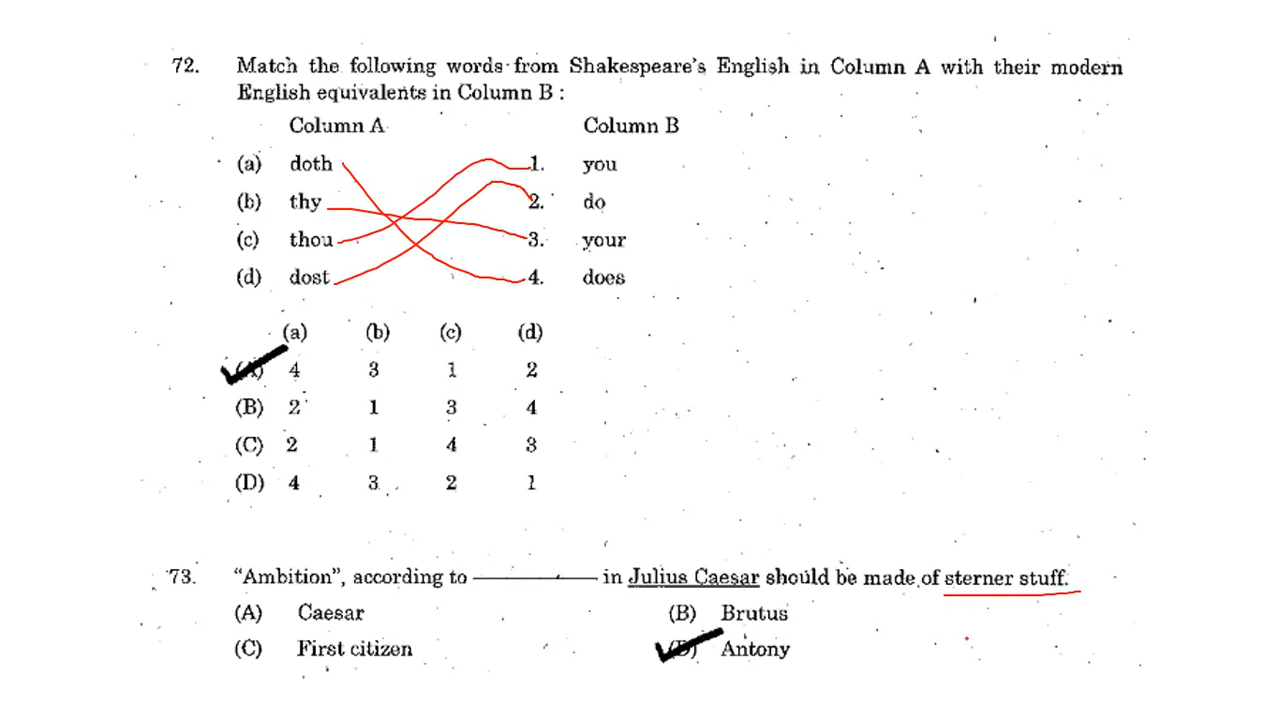 72. Match the following words from Shakespeare's English in Column A with their modern
English equivalents in Column B :
Column A Column B
(a) doth 1. you
(b) thy 2. do
(c) thou 3. your
(d) dost 4. does
(a) (b) (c) (d)
(A) 4 3 1 2
(B) 2 1 3 4
(C) 2 1 4 3
(D) 4 3 2 1
73. "Ambition", according to ———— in Julius Caesar should be made of sterner stuff.
(A) Caesar (B) Brutus
(C) First citizen (D) Antony